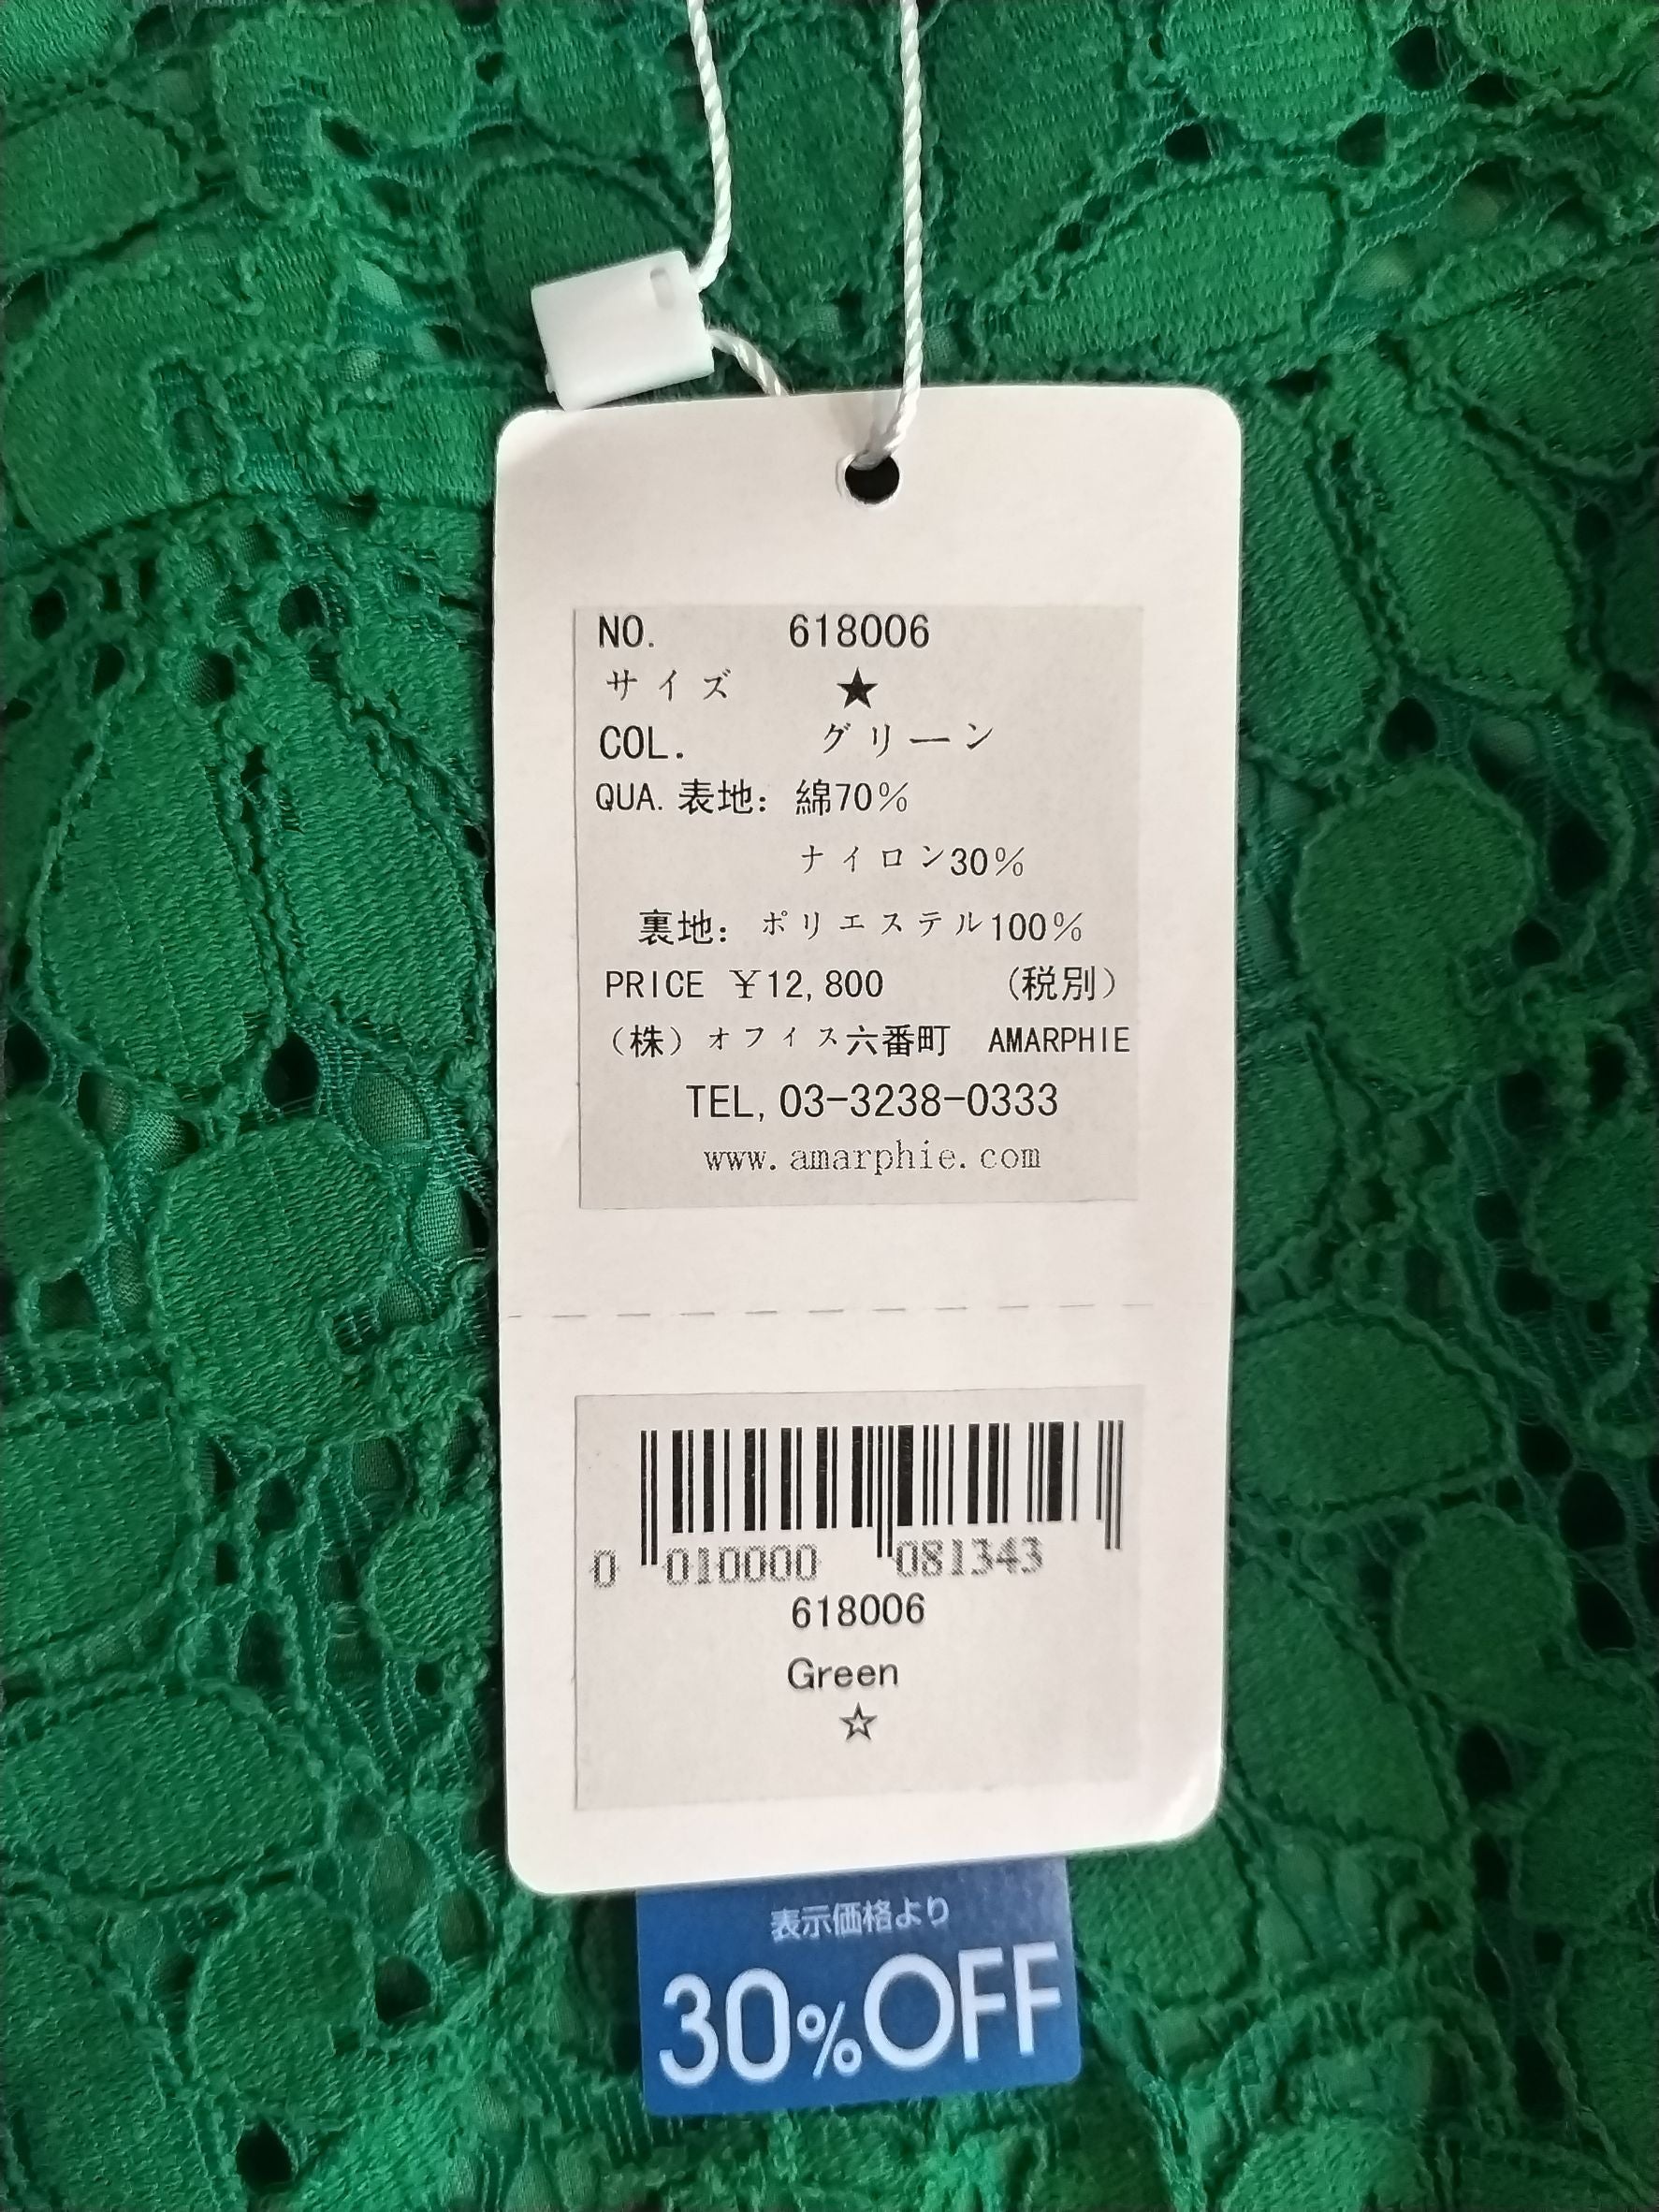 NO. 618006
サイズ ★
COL. グリーン
QUA. 表地： 綿70％
ナイロン30％
裏地： ポリエステル100％
PRICE ￥12,800 （税別）
（株）オフィス六番町 AMARPHIE
TEL, 03-3238-0333
www.amarphie.com
0 010000 081343
618006
Green
☆
表示価格より
30%OFF